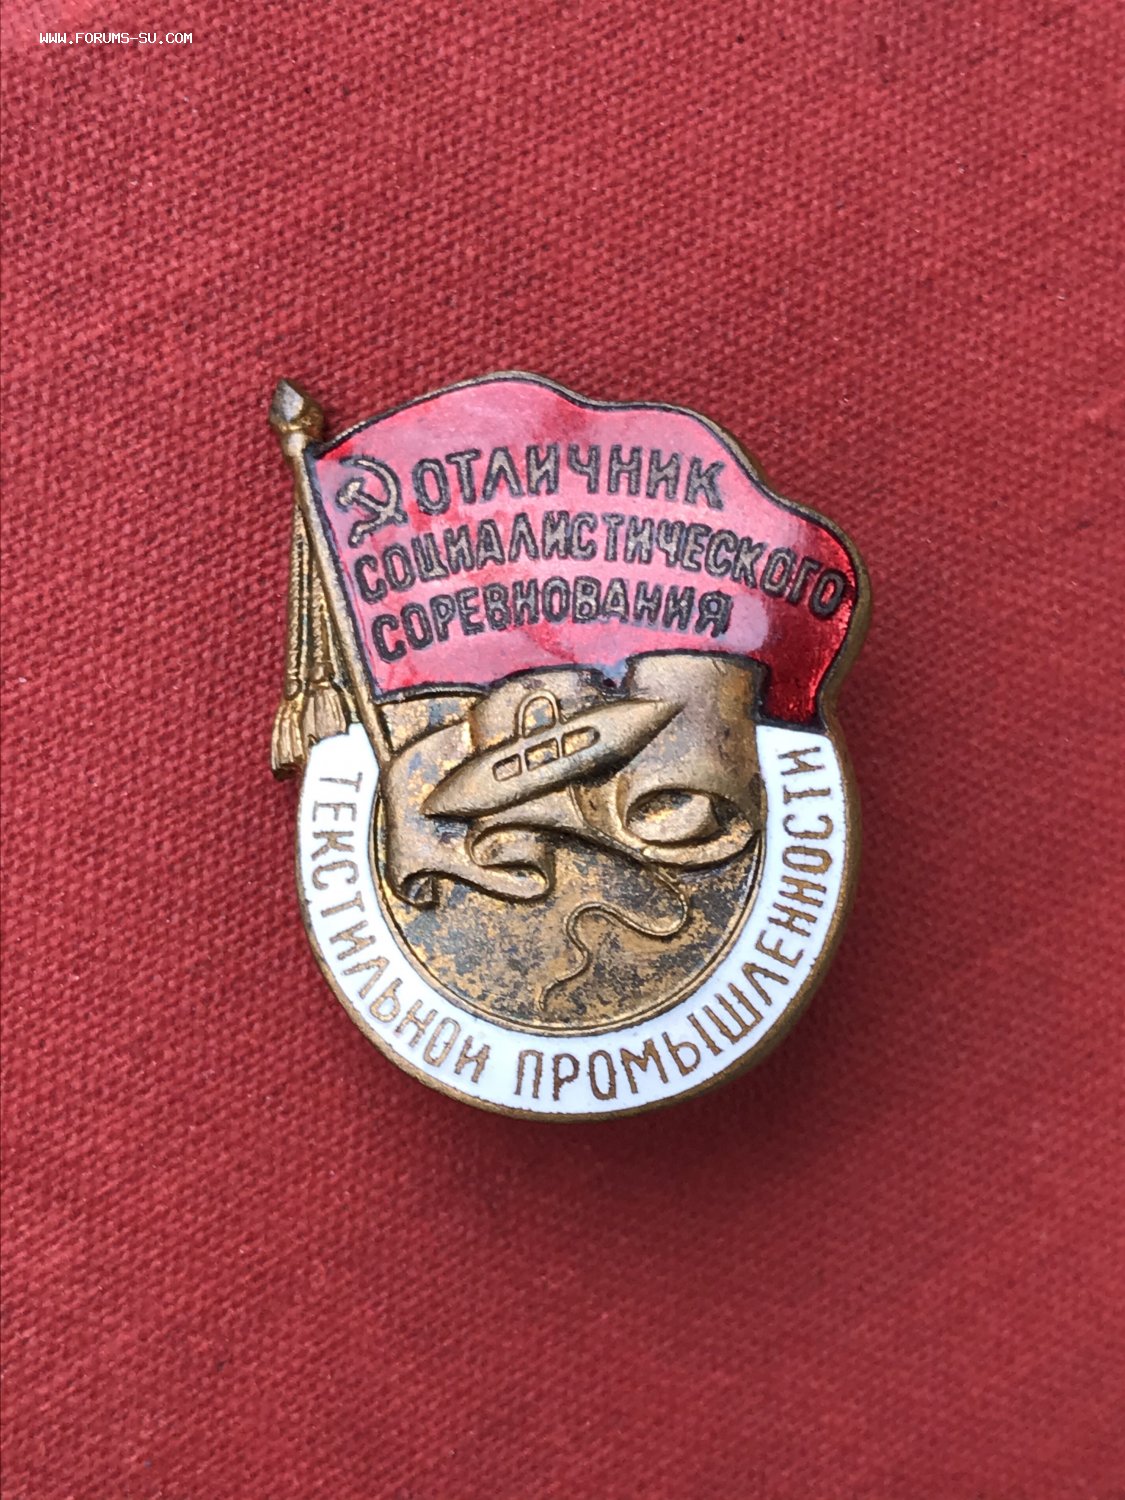 WWW.FORUMS-SU.COM
ОТЛИЧНИК
СОЦИАЛИСТИЧЕСКОГО
СОРЕВНОВАНИЯ
ТЕКСТИЛЬНОЙ ПРОМЫШЛЕННОСТИ